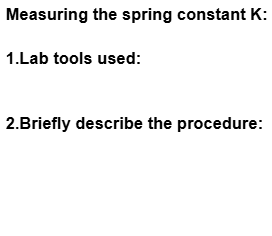 Measuring the spring constant K:
1.Lab tools used:
2.Briefly describe the procedure: